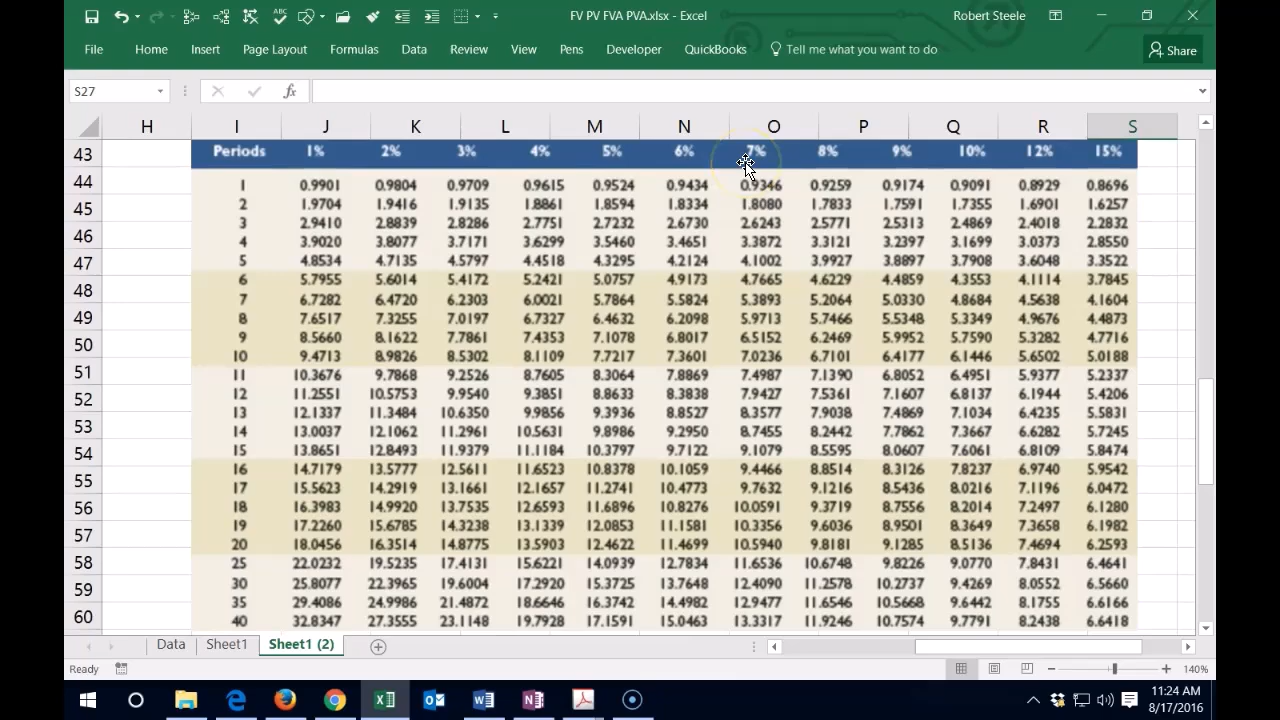 FV PV FVA PVA.xlsx - Excel
Robert Steele
File Home Insert Page Layout Formulas Data Review View Pens Developer QuickBooks Tell me what you want to do Share
S27 fx
H I J K L M N O P Q R S
43 Periods 1% 2% 3% 4% 5% 6% 7% 8% 9% 10% 12% 15%
44 1 0.9901 0.9804 0.9709 0.9615 0.9524 0.9434 0.9346 0.9259 0.9174 0.9091 0.8929 0.8696
45 2 1.9704 1.9416 1.9135 1.8861 1.8594 1.8334 1.8080 1.7833 1.7591 1.7355 1.6901 1.6257
3 2.9410 2.8839 2.8286 2.7751 2.7232 2.6730 2.6243 2.5771 2.5313 2.4869 2.4018 2.2832
46 4 3.9020 3.8077 3.7171 3.6299 3.5460 3.4651 3.3872 3.3121 3.2397 3.1699 3.0373 2.8550
47 5 4.8534 4.7135 4.5797 4.4518 4.3295 4.2124 4.1002 3.9927 3.8897 3.7908 3.6048 3.3522
6 5.7955 5.6014 5.4172 5.2421 5.0757 4.9173 4.7665 4.6229 4.4859 4.3553 4.1114 3.7845
48 7 6.7282 6.4720 6.2303 6.0021 5.7864 5.5824 5.3893 5.2064 5.0330 4.8684 4.5638 4.1604
49 8 7.6517 7.3255 7.0197 6.7327 6.4632 6.2098 5.9713 5.7466 5.5348 5.3349 4.9676 4.4873
50 9 8.5660 8.1622 7.7861 7.4353 7.1078 6.8017 6.5152 6.2469 5.9952 5.7590 5.3282 4.7716
10 9.4713 8.9826 8.5302 8.1109 7.7217 7.3601 7.0236 6.7101 6.4177 6.1446 5.6502 5.0188
51 11 10.3676 9.7868 9.2526 8.7605 8.3064 7.8869 7.4987 7.1390 6.8052 6.4951 5.9377 5.2337
52 12 11.2551 10.5753 9.9540 9.3851 8.8633 8.3838 7.9427 7.5361 7.1607 6.8137 6.1944 5.4206
53 13 12.1337 11.3484 10.6350 9.9856 9.3936 8.8527 8.3577 7.9038 7.4869 7.1034 6.4235 5.5831
14 13.0037 12.1062 11.2961 10.5631 9.8986 9.2950 8.7455 8.2442 7.7862 7.3667 6.6282 5.7245
54 15 13.8651 12.8493 11.9379 11.1184 10.3797 9.7122 9.1079 8.5595 8.0607 7.6061 6.8109 5.8474
55 16 14.7179 13.5777 12.5611 11.6523 10.8378 10.1059 9.4466 8.8514 8.3126 7.8237 6.9740 5.9542
17 15.5623 14.2919 13.1661 12.1657 11.2741 10.4773 9.7632 9.1216 8.5436 8.0216 7.1196 6.0472
56 18 16.3983 14.9920 13.7535 12.6593 11.6896 10.8276 10.0591 9.3719 8.7556 8.2014 7.2497 6.1280
57 19 17.2260 15.6785 14.3238 13.1339 12.0853 11.1581 10.3356 9.6036 8.9501 8.3649 7.3658 6.1982
20 18.0456 16.3514 14.8775 13.5903 12.4622 11.4699 10.5940 9.8181 9.1285 8.5136 7.4694 6.2593
58 25 22.0232 19.5235 17.4131 15.6221 14.0939 12.7834 11.6536 10.6748 9.8226 9.0770 7.8431 6.4641
59 30 25.8077 22.3965 19.6004 17.2920 15.3725 13.7648 12.4090 11.2578 10.2737 9.4269 8.0552 6.5660
35 29.4086 24.9986 21.4872 18.6646 16.3742 14.4982 12.9477 11.6546 10.5668 9.6442 8.1755 6.6166
60 40 32.8347 27.3555 23.1148 19.7928 17.1591 15.0463 13.3317 11.9246 10.7574 9.7791 8.2438 6.6418
Data Sheet1 Sheet1 (2)
Ready 140%
11:24 AM
8/17/2016